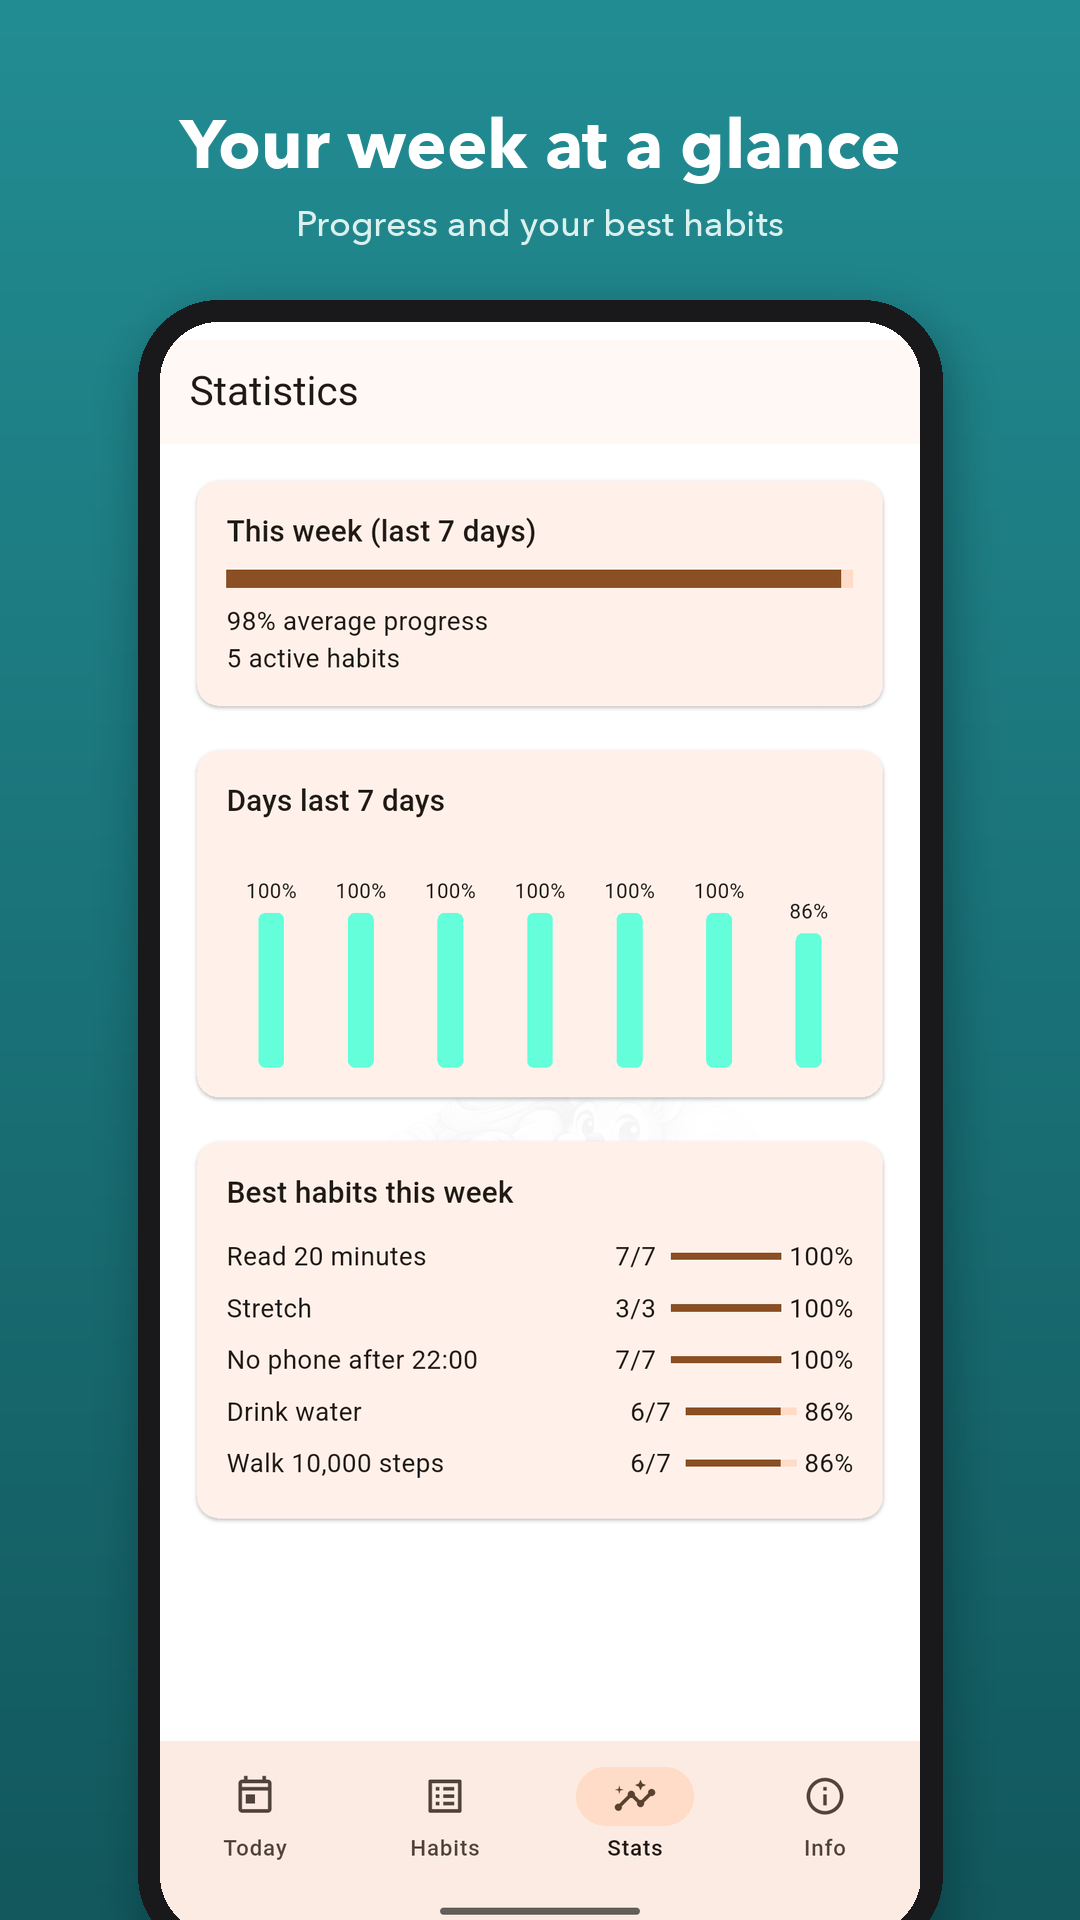 Your week at a glance
Progress and your best habits
Statistics
This week (last 7 days)
98% average progress
5 active habits
Days last 7 days
100% 100% 100% 100% 100% 100% 86%
Best habits this week
Read 20 minutes 7/7 100%
Stretch 3/3 100%
No phone after 22:00 7/7 100%
Drink water 6/7 86%
Walk 10,000 steps 6/7 86%
Today Habits Stats Info